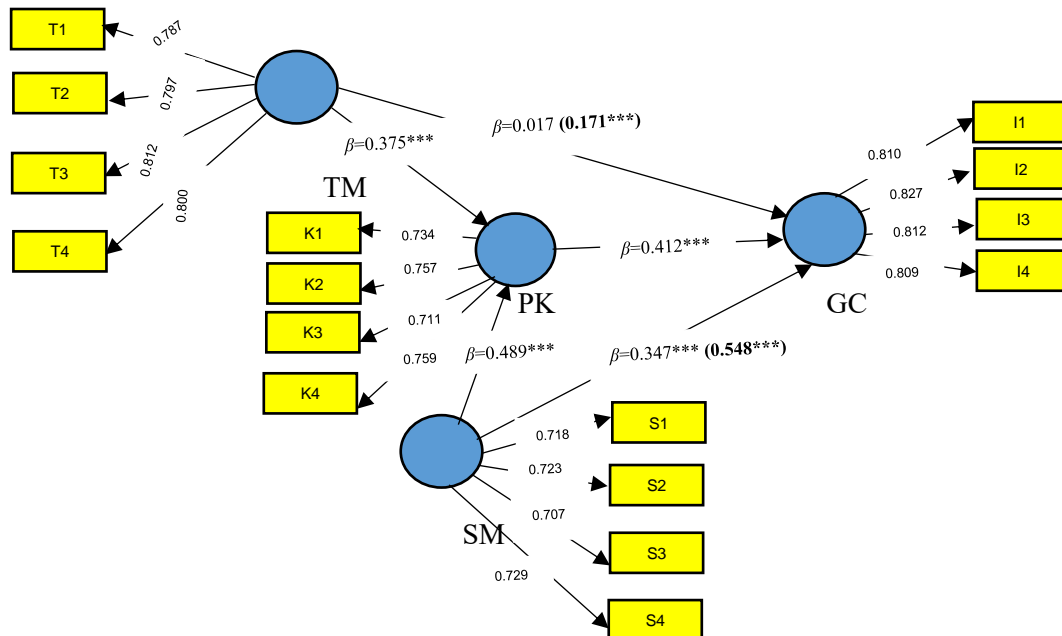 T1
0.787
T2
0.797
T3
0.812
T4
0.800
TM
β=0.375***
β=0.017 (0.171***)
I1
0.810
I2
0.827
I3
0.812
I4
0.809
GC
K1
0.734
K2
0.757
K3
0.711
K4
0.759
PK
β=0.412***
β=0.489***
β=0.347*** (0.548***)
SM
S1
0.718
S2
0.723
S3
0.707
S4
0.729